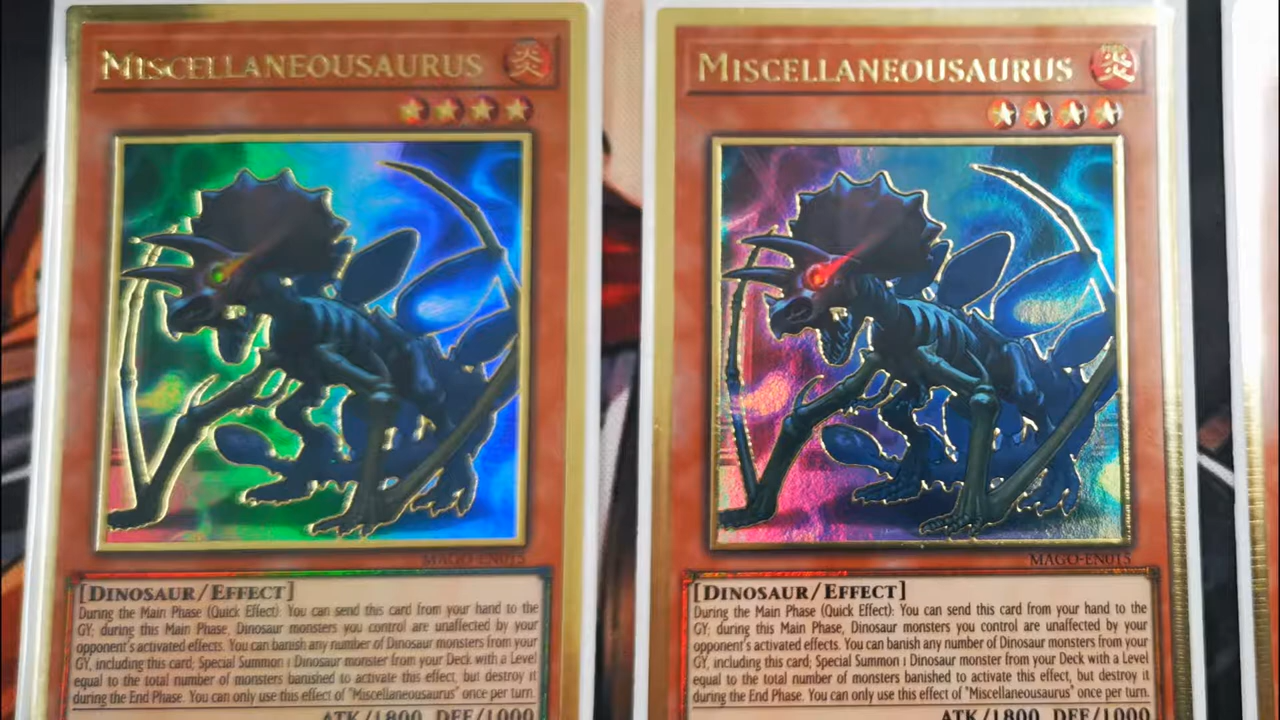 MISCELLANEOUSAURUS 炎
MAGO-EN015
[DINOSAUR/EFFECT]
During the Main Phase (Quick Effect): You can send this card from your hand to the
GY; during this Main Phase, Dinosaur monsters you control are unaffected by your
opponent's activated effects. You can banish any number of Dinosaur monsters from your
GY, including this card; Special Summon 1 Dinosaur monster from your Deck with a Level
equal to the total number of monsters banished to activate this effect, but destroy it
during the End Phase. You can only use this effect of "Miscellaneousaurus" once per turn.
ATK/1800 DEF/1000
MISCELLANEOUSAURUS 炎
MAGO-EN015
[DINOSAUR/EFFECT]
During the Main Phase (Quick Effect): You can send this card from your hand to the
GY; during this Main Phase, Dinosaur monsters you control are unaffected by your
opponent's activated effects. You can banish any number of Dinosaur monsters from your
GY, including this card; Special Summon 1 Dinosaur monster from your Deck with a Level
equal to the total number of monsters banished to activate this effect, but destroy it
during the End Phase. You can only use this effect of "Miscellaneousaurus" once per turn.
ATK/1800 DEF/1000